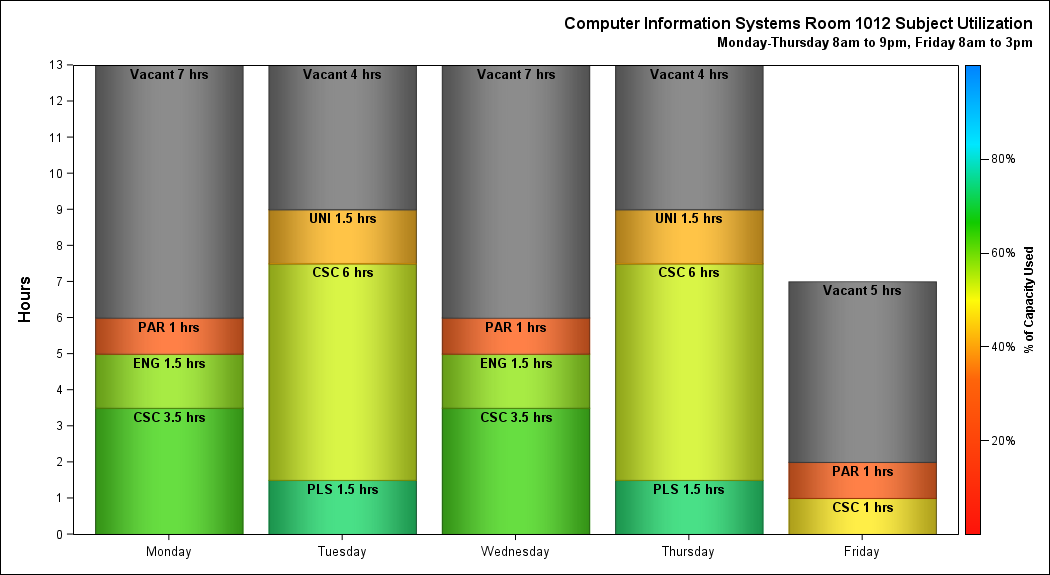 Computer Information Systems Room 1012 Subject Utilization
Monday-Thursday 8am to 9pm, Friday 8am to 3pm
Hours
13
12
11
10
9
8
7
6
5
4
3
2
1
0
Vacant 7 hrs
PAR 1 hrs
ENG 1.5 hrs
CSC 3.5 hrs
Vacant 4 hrs
UNI 1.5 hrs
CSC 6 hrs
PLS 1.5 hrs
Vacant 7 hrs
PAR 1 hrs
ENG 1.5 hrs
CSC 3.5 hrs
Vacant 4 hrs
UNI 1.5 hrs
CSC 6 hrs
PLS 1.5 hrs
Vacant 5 hrs
PAR 1 hrs
CSC 1 hrs
Monday
Tuesday
Wednesday
Thursday
Friday
80%
60%
40%
20%
% of Capacity Used